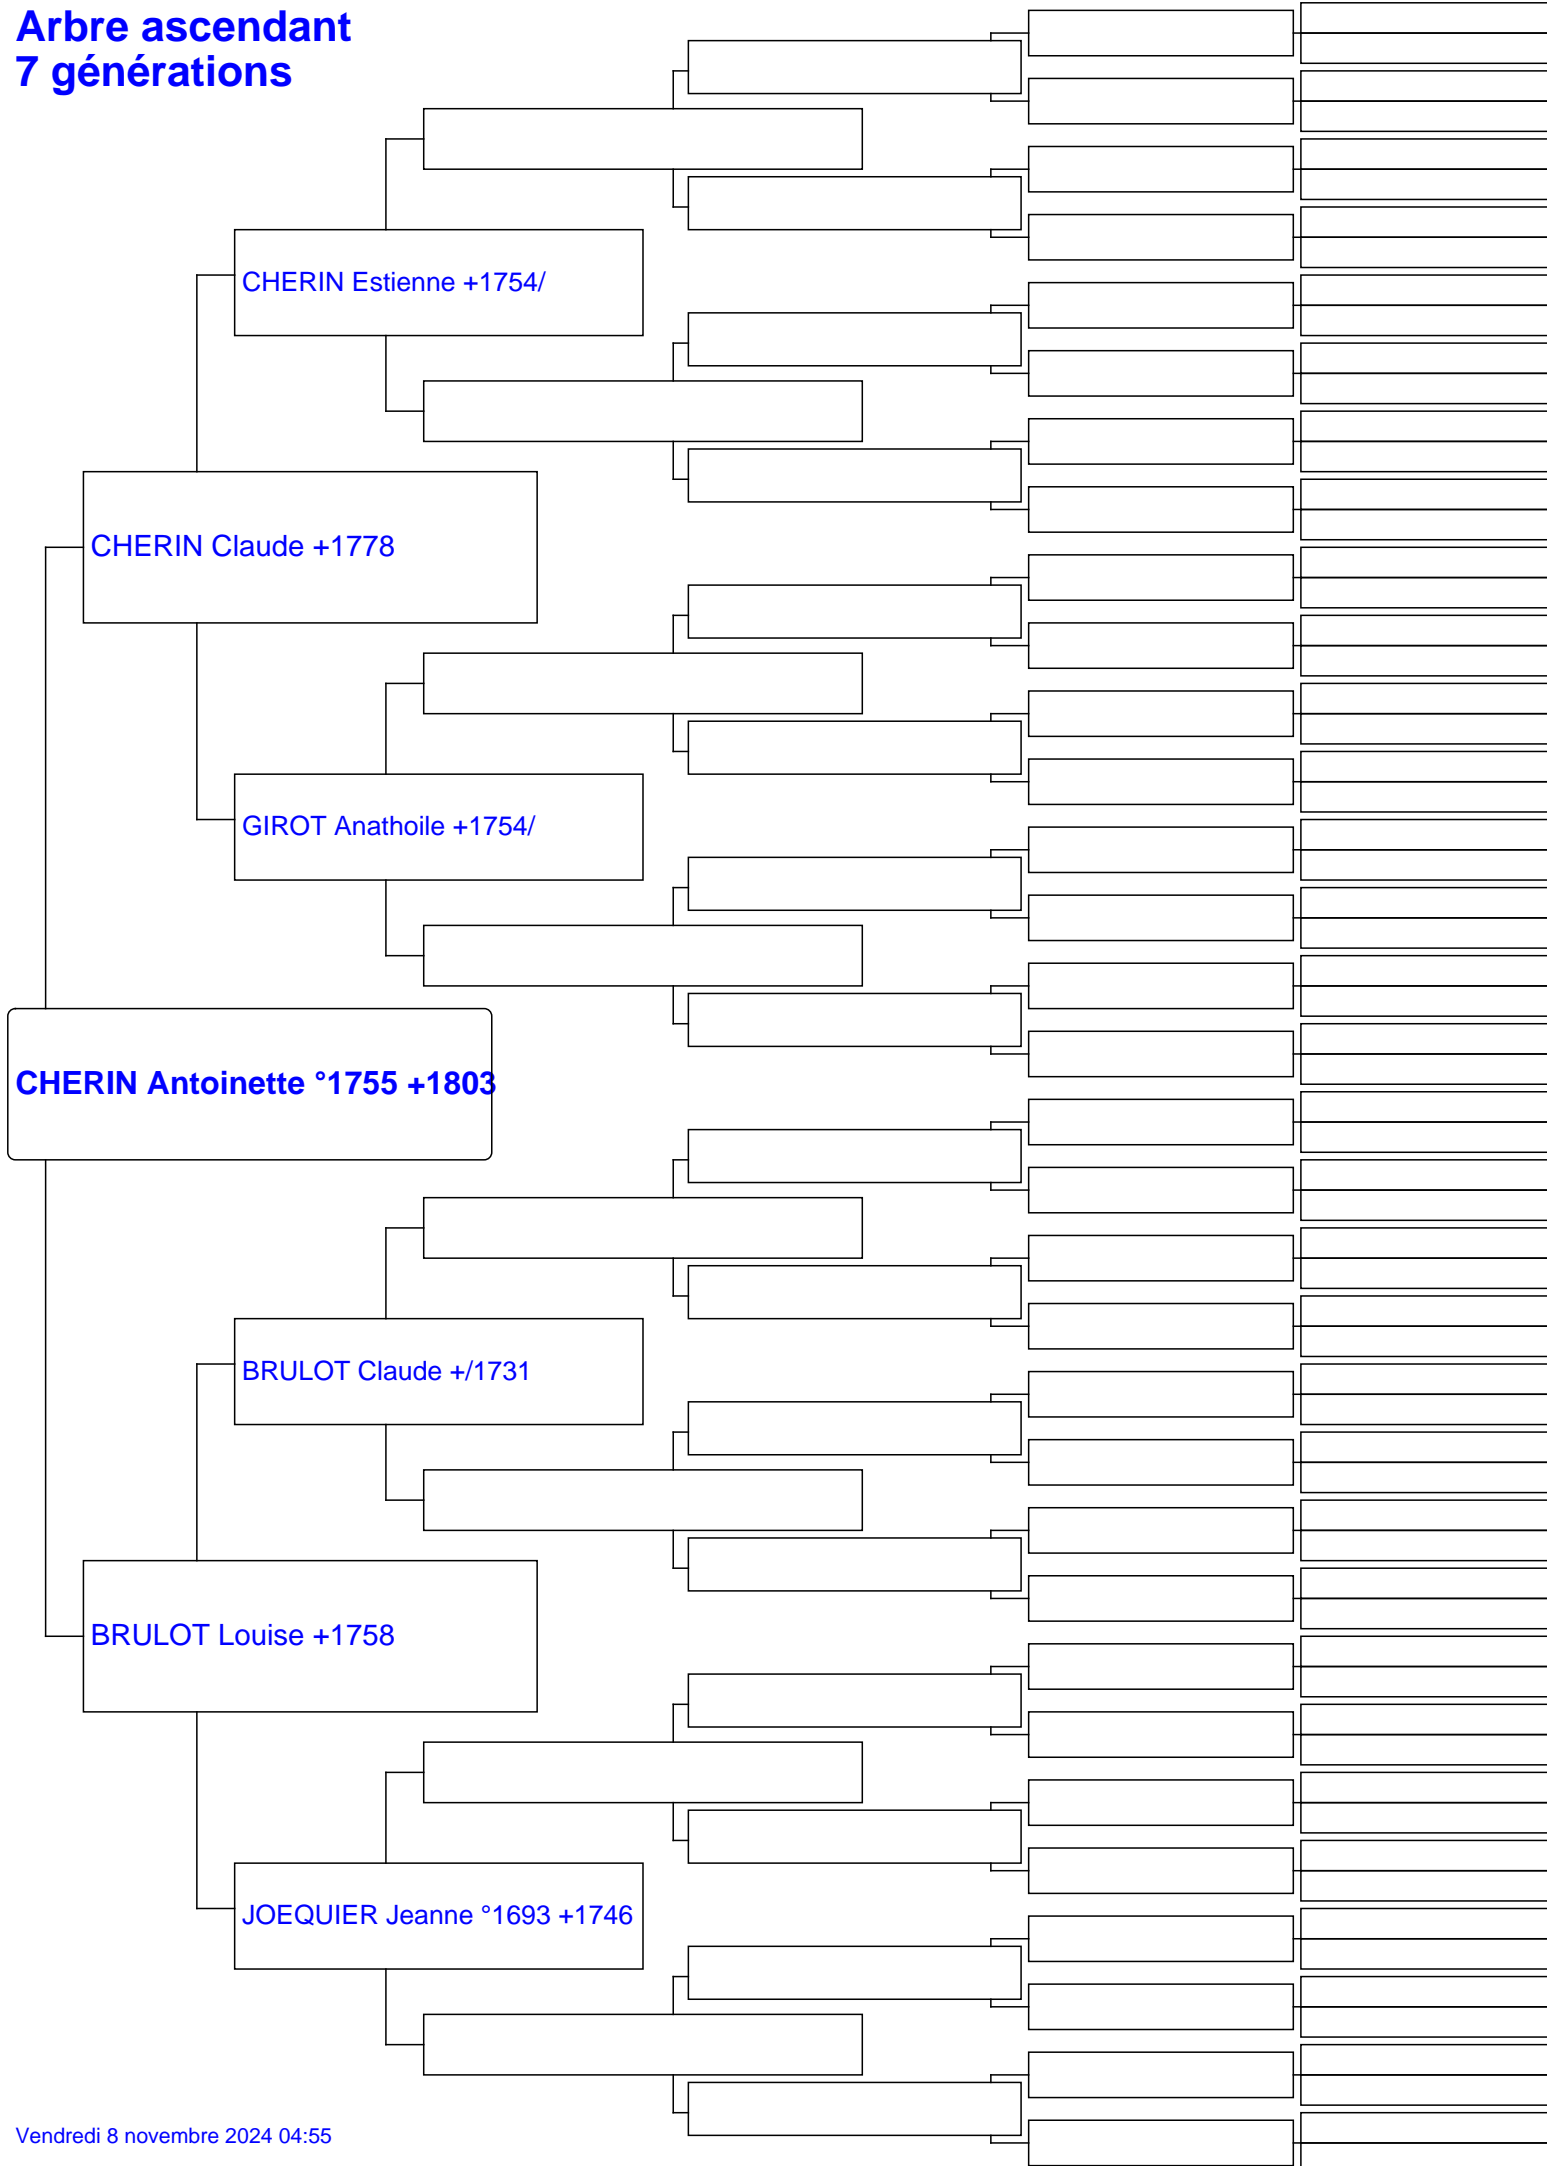 Arbre ascendant
7 générations
CHERIN Estienne +1754/
CHERIN Claude +1778
GIROT Anathoile +1754/
CHERIN Antoinette °1755 +1803
BRULOT Claude +/1731
BRULOT Louise +1758
JOEQUIER Jeanne °1693 +1746
Vendredi 8 novembre 2024 04:55